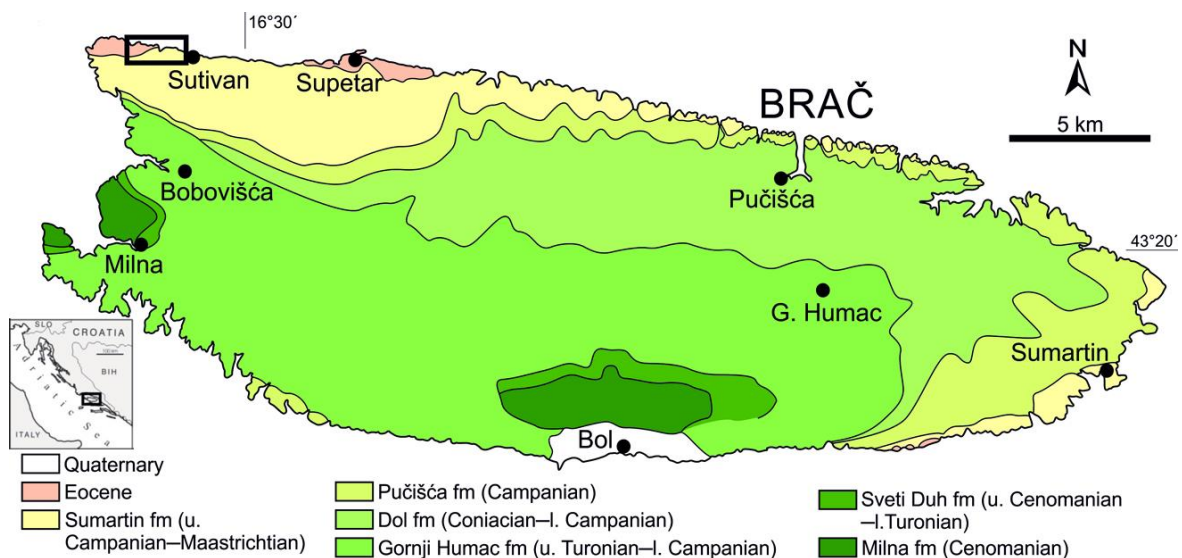 16°30´
N
BRAČ
5 km
Sutivan
Supetar
Bobovišća
Pučišća
Milna
43°20´
G. Humac
Sumartin
Bol
SLO
CROATIA
100 km
BIH
Adriatic Sea
ITALY
Quaternary
Eocene
Sumartin fm (u.
Campanian–Maastrichtian)
Pučišća fm (Campanian)
Dol fm (Coniacian–l. Campanian)
Gornji Humac fm (u. Turonian–l. Campanian)
Sveti Duh fm (u. Cenomanian
–l.Turonian)
Milna fm (Cenomanian)